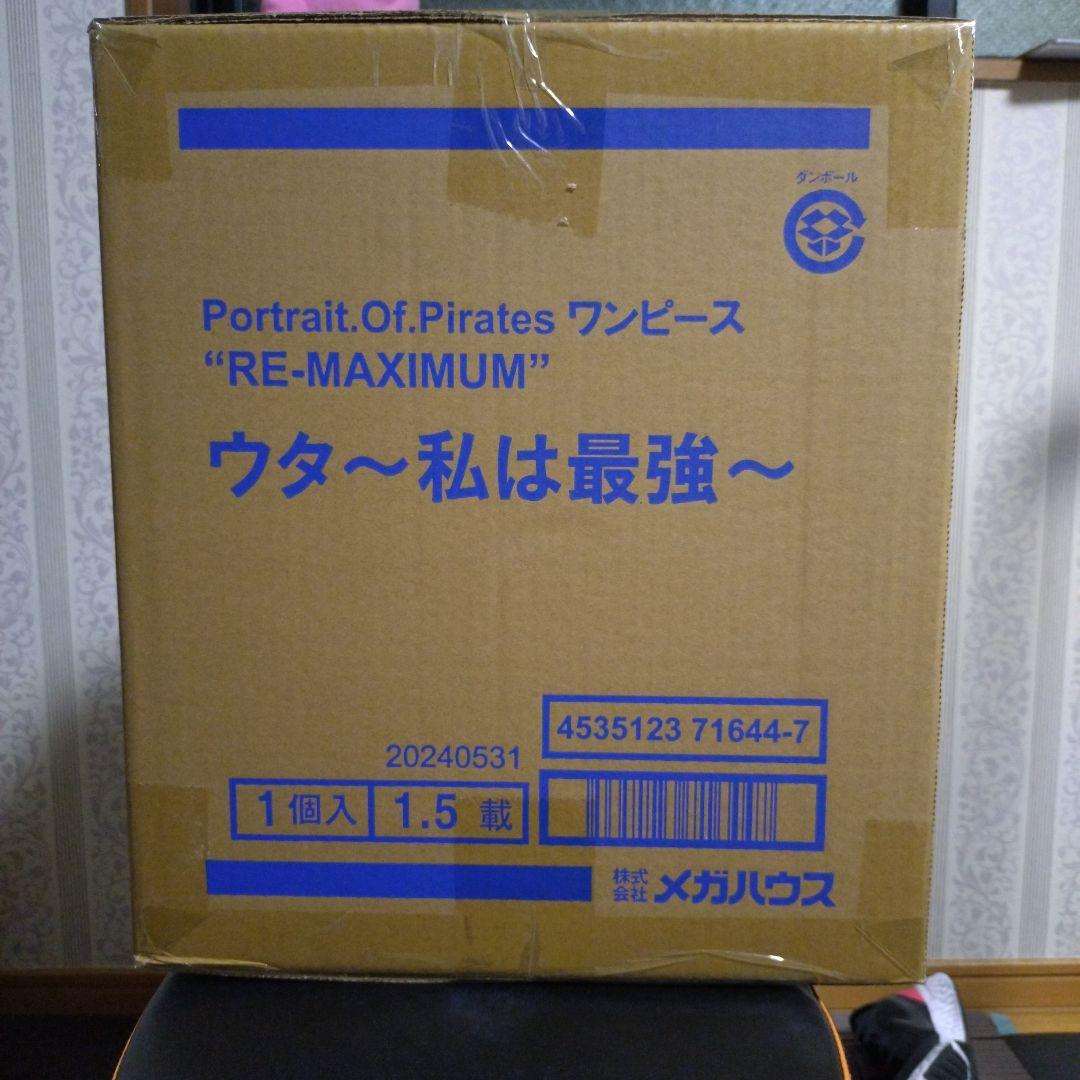 ダンボール
Portrait.Of.Pirates ワンピース
“RE-MAXIMUM”
ウタ～私は最強～
4535123 71644-7
20240531
1個入 1.5 載
株式会社 メガハウス